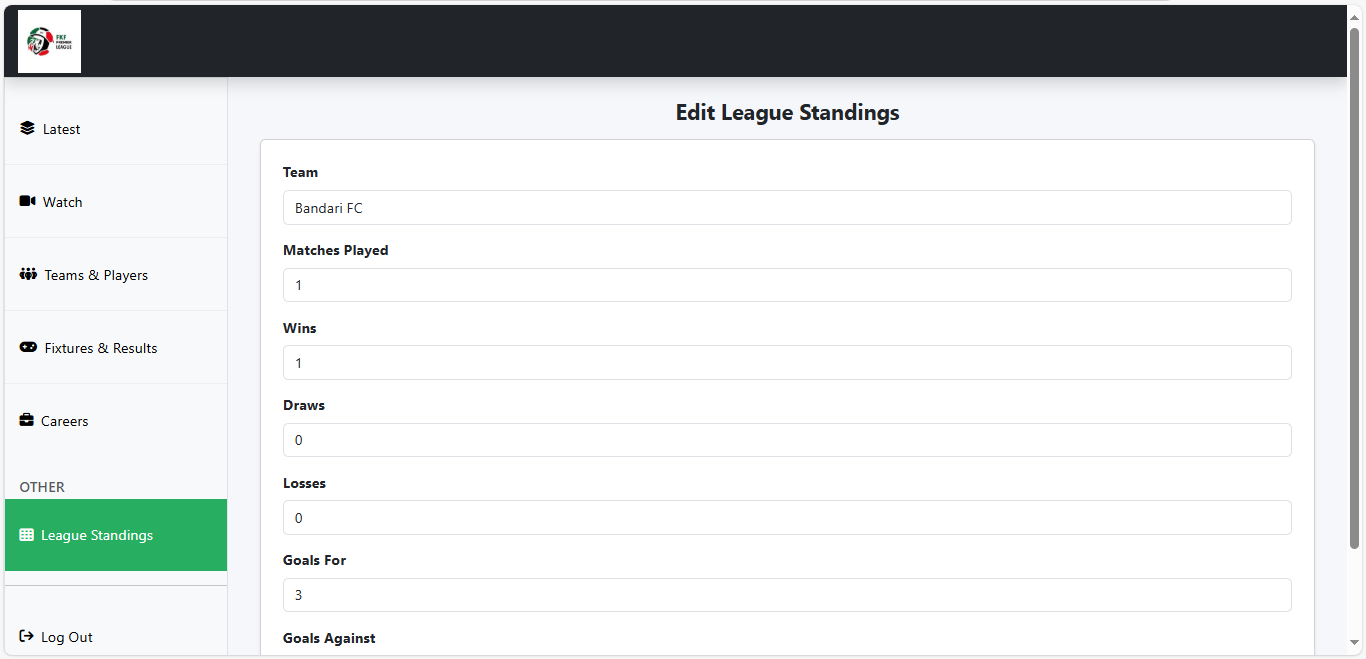 FKF
PREMIER
LEAGUE
Latest
Watch
Teams & Players
Fixtures & Results
Careers
OTHER
League Standings
Log Out
Edit League Standings
Team
Bandari FC
Matches Played
1
Wins
1
Draws
0
Losses
0
Goals For
3
Goals Against